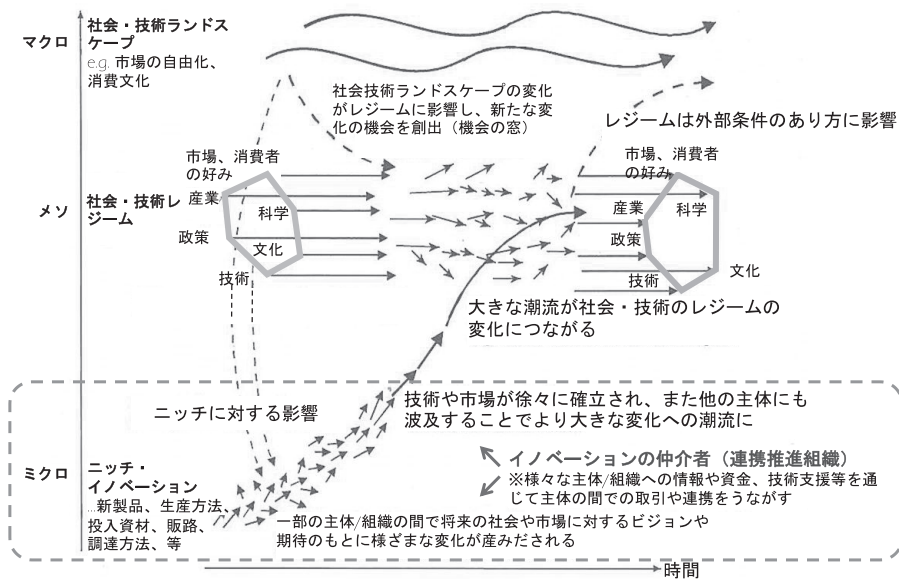 マクロ
社会・技術ランドス
ケープ
e.g. 市場の自由化、
消費文化
社会技術ランドスケープの変化
がレジームに影響し、新たな変
化の機会を創出（機会の窓）
レジームは外部条件のあり方に影響
メソ
社会・技術レ
ジーム
市場、消費者
の好み
産業
科学
政策
文化
技術
市場、消費者
の好み
産業
科学
政策
文化
技術
大きな潮流が社会・技術のレジームの
変化につながる
ニッチに対する影響
技術や市場が徐々に確立され、また他の主体にも
波及することでより大きな変化への潮流に
ミクロ
ニッチ・
イノベーション
…新製品、生産方法、
投入資材、販路、
調達方法、等
イノベーションの仲介者（連携推進組織）
※様々な主体/組織への情報や資金、技術支援等を通
じて主体の間での取引や連携をうながす
一部の主体/組織の間で将来の社会や市場に対するビジョンや
期待のもとに様ざまな変化が産みだされる
時間